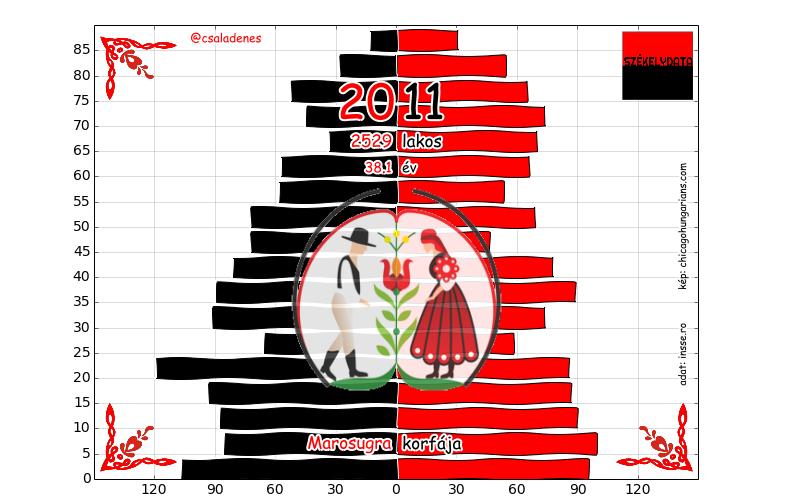 @csaladenes
SZÉKELYDATA
2011
2529 lakos
38.1 év
Marosugra korfája
kép: chicagohungarians.com
adat: insse.ro
85
80
75
70
65
60
55
50
45
40
35
30
25
20
15
10
5
0
120 90 60 30 0 30 60 90 120